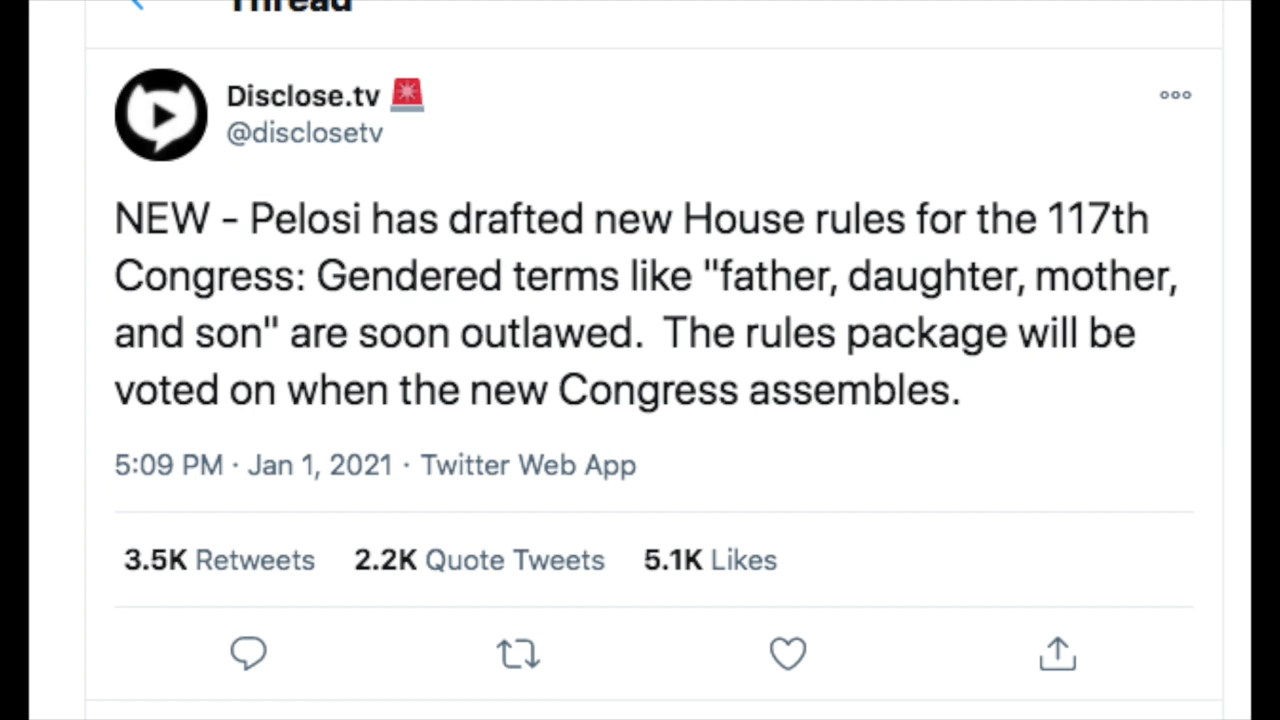 Thread
Disclose.tv 🚨
@disclosetv
NEW - Pelosi has drafted new House rules for the 117th
Congress: Gendered terms like "father, daughter, mother,
and son" are soon outlawed.  The rules package will be
voted on when the new Congress assembles.
5:09 PM · Jan 1, 2021 · Twitter Web App
3.5K Retweets 2.2K Quote Tweets 5.1K Likes